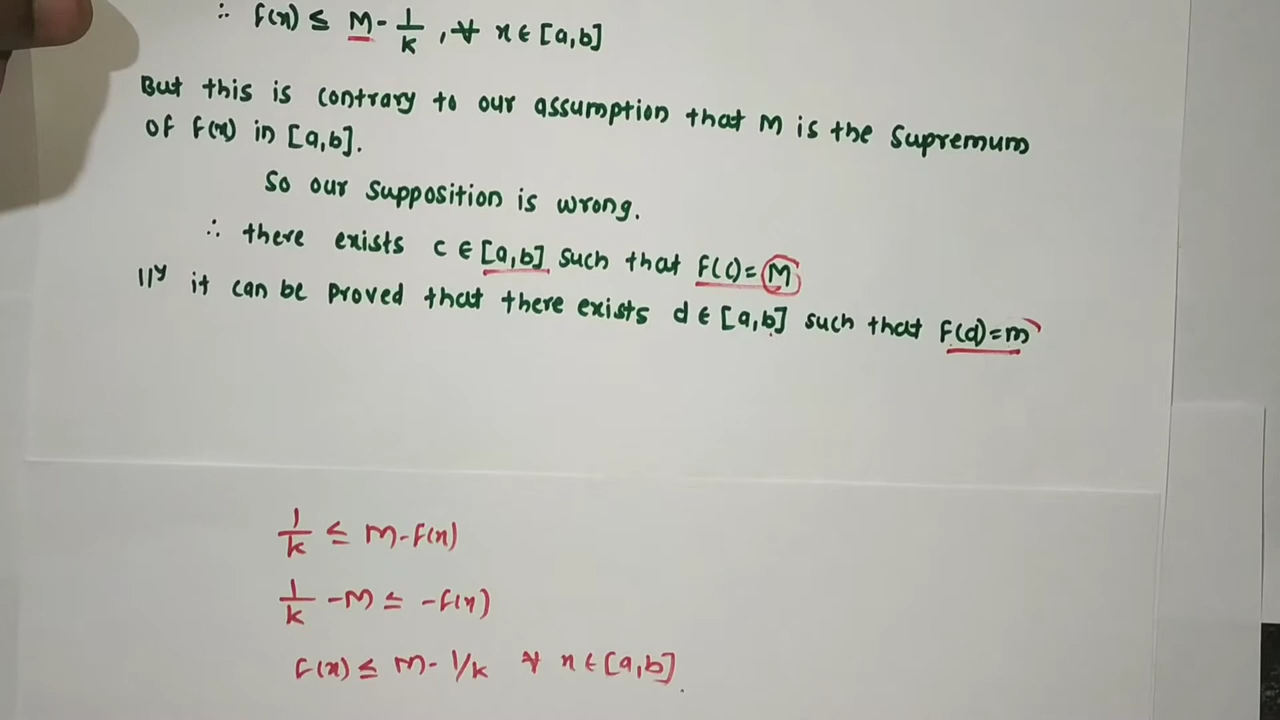 ∴ f(x) ≤ M - 1/k , ∀ x ∈ [a,b]
But this is contrary to our assumption that M is the supremum
of f(x) in [a,b].
So our supposition is wrong.
∴ there exists c ∈ [a,b] such that f(c)= M
|||ly it can be proved that there exists d ∈ [a,b] such that f(d)=m
1/k ≤ M-f(x)
1/k -M ≤ -f(x)
f(x) ≤ M- 1/k ∀ x ∈ [a,b]